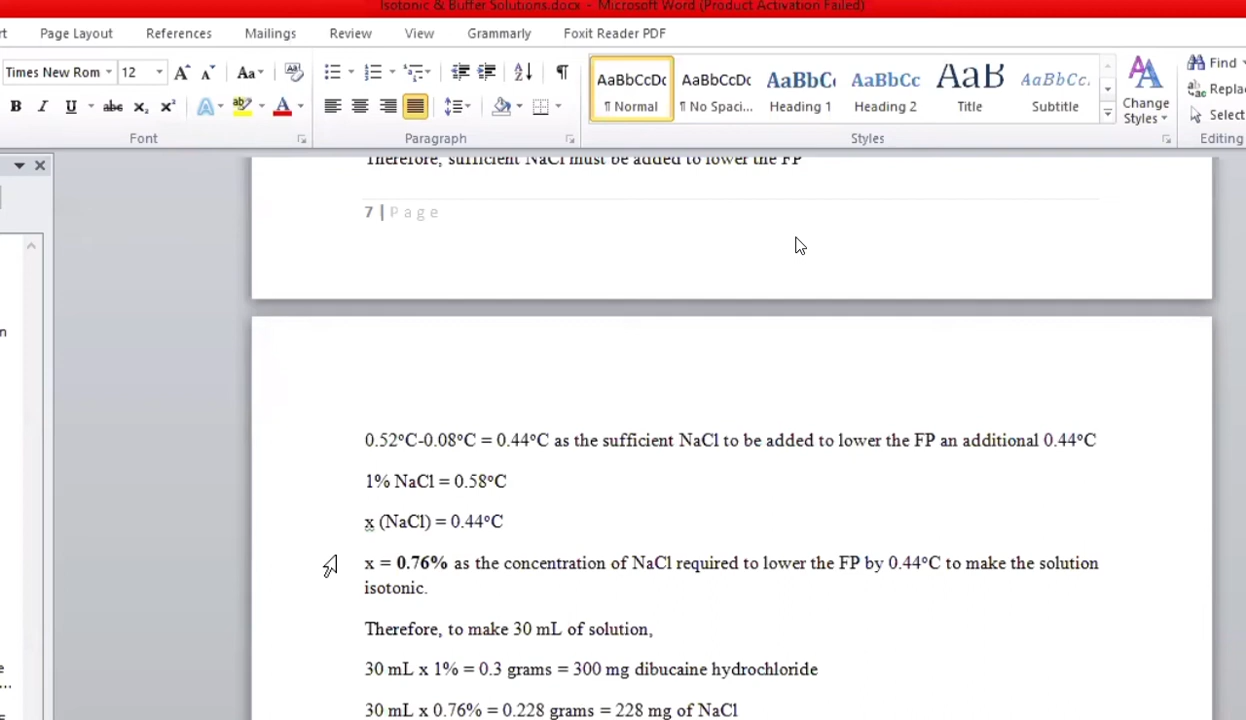 Isotonic & Buffer Solutions.docx - Microsoft Word (Product Activation Failed)
Page Layout References Mailings Review View Grammarly Foxit Reader PDF
Times New Rom 12 Aa AaBbCcDc AaBbCcDc AaBbC AaBbCc AaB AaBbCc. Find
¶ Normal ¶ No Spaci... Heading 1 Heading 2 Title Subtitle Change Styles Replac
B I U abc x₂ x² A A Select
Font Paragraph Styles Editing
Therefore, sufficient NaCl must be added to lower the FP
7 | Page
0.52°C-0.08°C = 0.44°C as the sufficient NaCl to be added to lower the FP an additional 0.44°C
1% NaCl = 0.58°C
x (NaCl) = 0.44°C
x = 0.76% as the concentration of NaCl required to lower the FP by 0.44°C to make the solution
isotonic.
Therefore, to make 30 mL of solution,
30 mL x 1% = 0.3 grams = 300 mg dibucaine hydrochloride
30 mL x 0.76% = 0.228 grams = 228 mg of NaCl